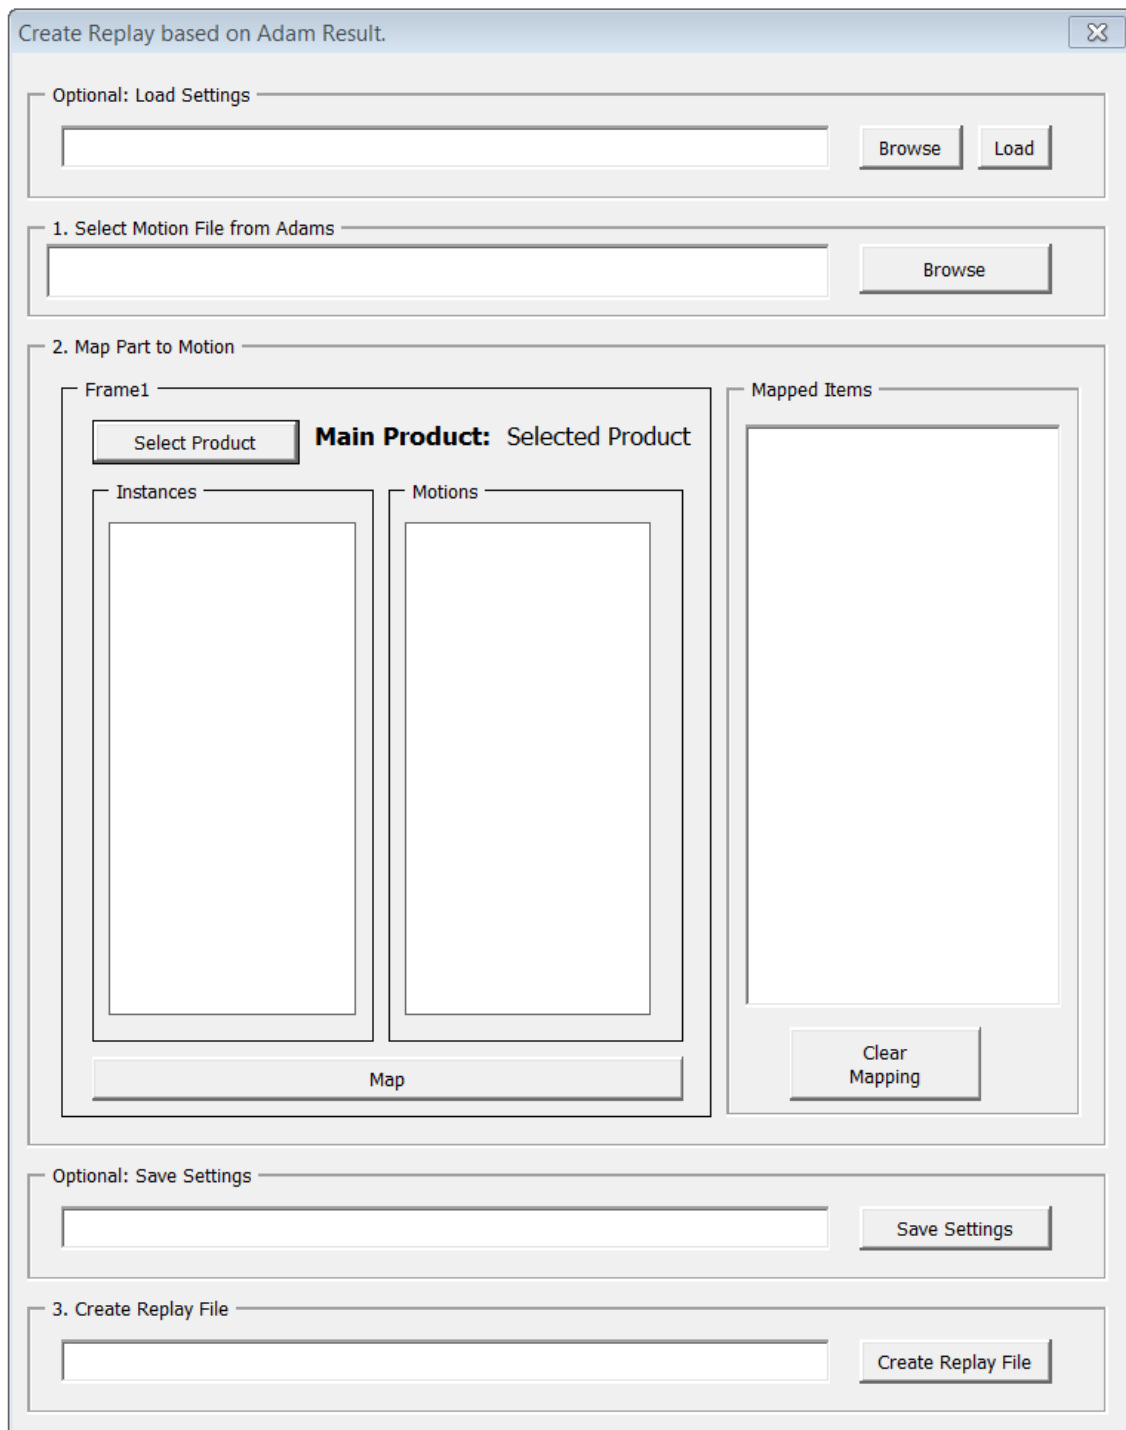 Create Replay based on Adam Result.
Optional: Load Settings
Browse
Load
1. Select Motion File from Adams
Browse
2. Map Part to Motion
Frame1
Select Product
Main Product: Selected Product
Instances
Motions
Map
Mapped Items
Clear
Mapping
Optional: Save Settings
Save Settings
3. Create Replay File
Create Replay File